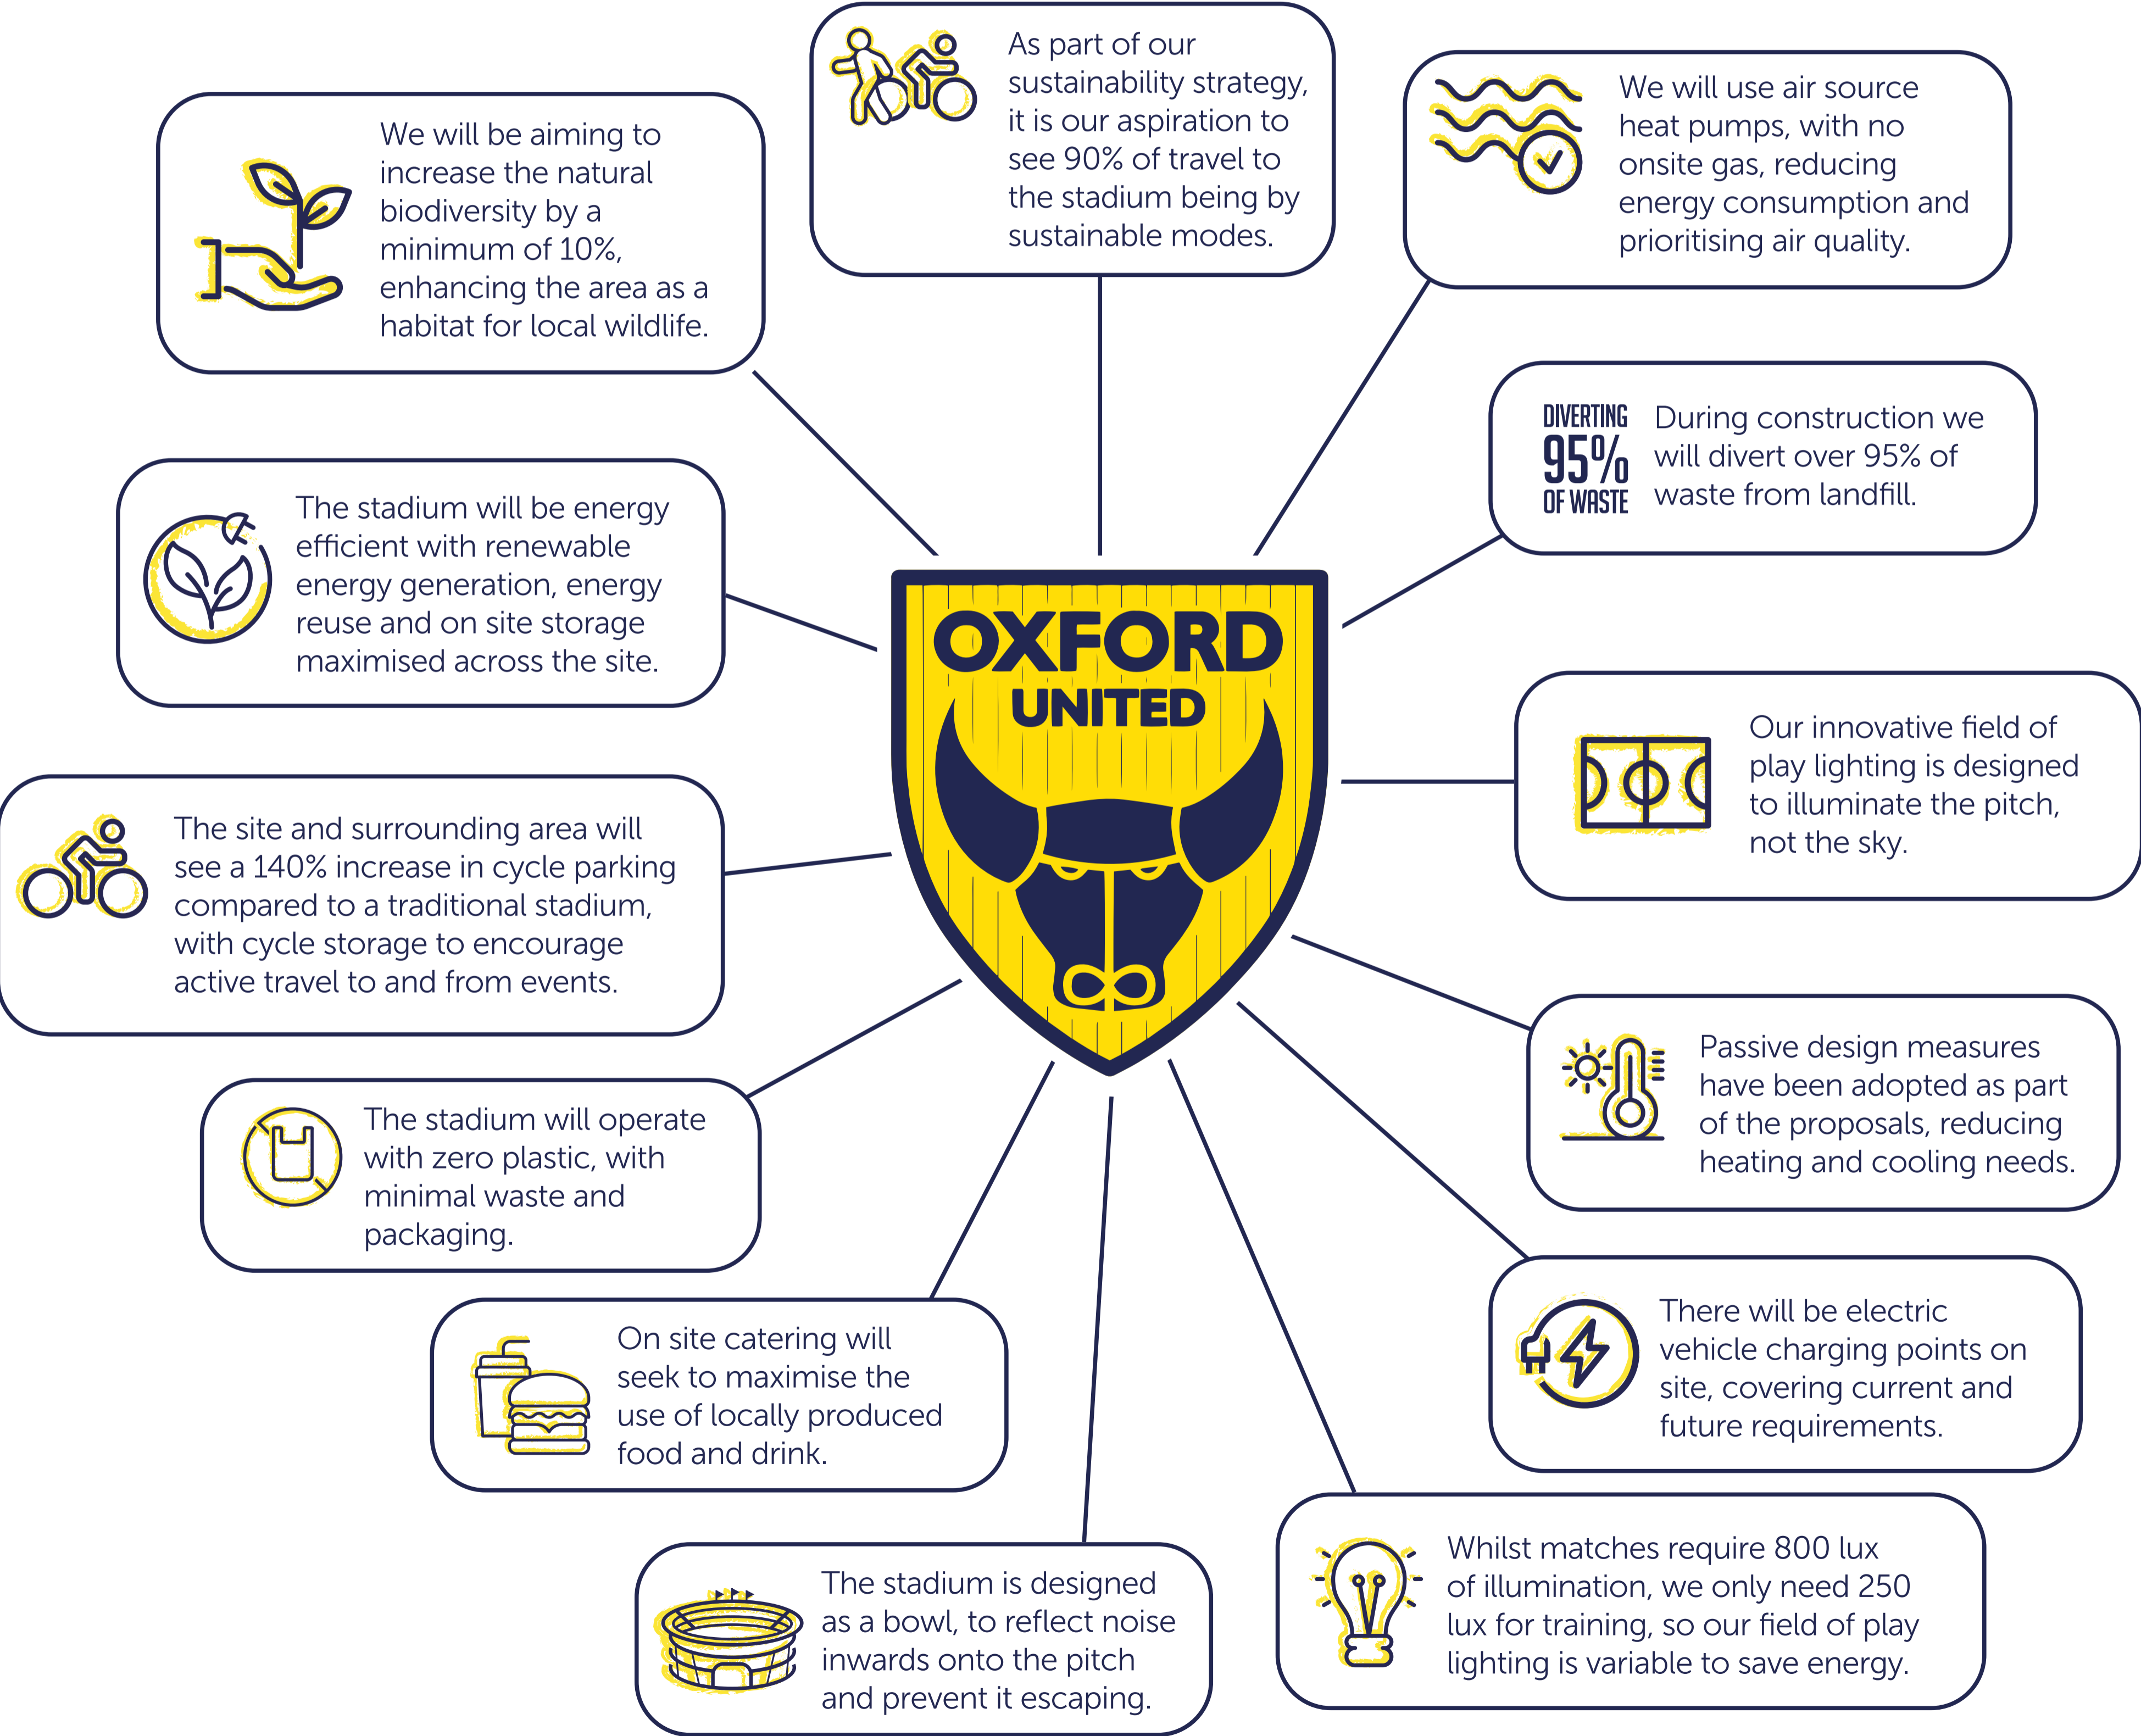 As part of our
sustainability strategy,
it is our aspiration to
see 90% of travel to
the stadium being by
sustainable modes.
We will use air source
heat pumps, with no
onsite gas, reducing
energy consumption and
prioritising air quality.
We will be aiming to
increase the natural
biodiversity by a
minimum of 10%,
enhancing the area as a
habitat for local wildlife.
DIVERTING
95%
OF WASTE
During construction we
will divert over 95% of
waste from landfill.
The stadium will be energy
efficient with renewable
energy generation, energy
reuse and on site storage
maximised across the site.
OXFORD
UNITED
Our innovative field of
play lighting is designed
to illuminate the pitch,
not the sky.
The site and surrounding area will
see a 140% increase in cycle parking
compared to a traditional stadium,
with cycle storage to encourage
active travel to and from events.
Passive design measures
have been adopted as part
of the proposals, reducing
heating and cooling needs.
The stadium will operate
with zero plastic, with
minimal waste and
packaging.
There will be electric
vehicle charging points on
site, covering current and
future requirements.
On site catering will
seek to maximise the
use of locally produced
food and drink.
Whilst matches require 800 lux
of illumination, we only need 250
lux for training, so our field of play
lighting is variable to save energy.
The stadium is designed
as a bowl, to reflect noise
inwards onto the pitch
and prevent it escaping.